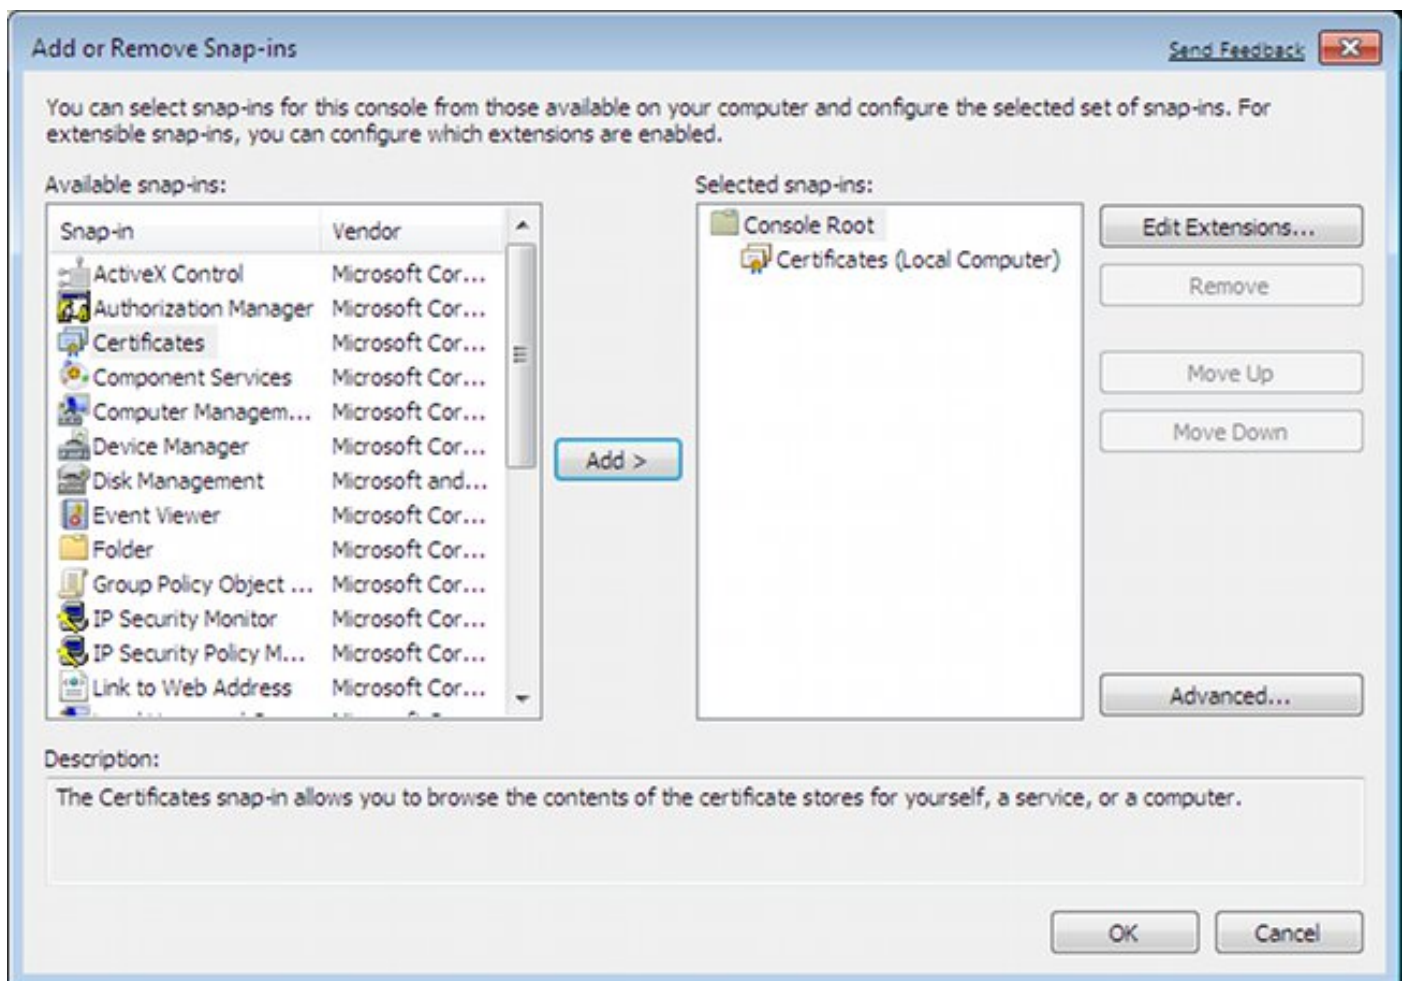 Add or Remove Snap-ins
Send Feedback
You can select snap-ins for this console from those available on your computer and configure the selected set of snap-ins. For
extensible snap-ins, you can configure which extensions are enabled.
Available snap-ins:
Snap-in Vendor
ActiveX Control Microsoft Cor...
Authorization Manager Microsoft Cor...
Certificates Microsoft Cor...
Component Services Microsoft Cor...
Computer Managem... Microsoft Cor...
Device Manager Microsoft Cor...
Disk Management Microsoft and...
Event Viewer Microsoft Cor...
Folder Microsoft Cor...
Group Policy Object ... Microsoft Cor...
IP Security Monitor Microsoft Cor...
IP Security Policy M... Microsoft Cor...
Link to Web Address Microsoft Cor...
Add >
Selected snap-ins:
Console Root
Certificates (Local Computer)
Edit Extensions...
Remove
Move Up
Move Down
Advanced...
Description:
The Certificates snap-in allows you to browse the contents of the certificate stores for yourself, a service, or a computer.
OK
Cancel